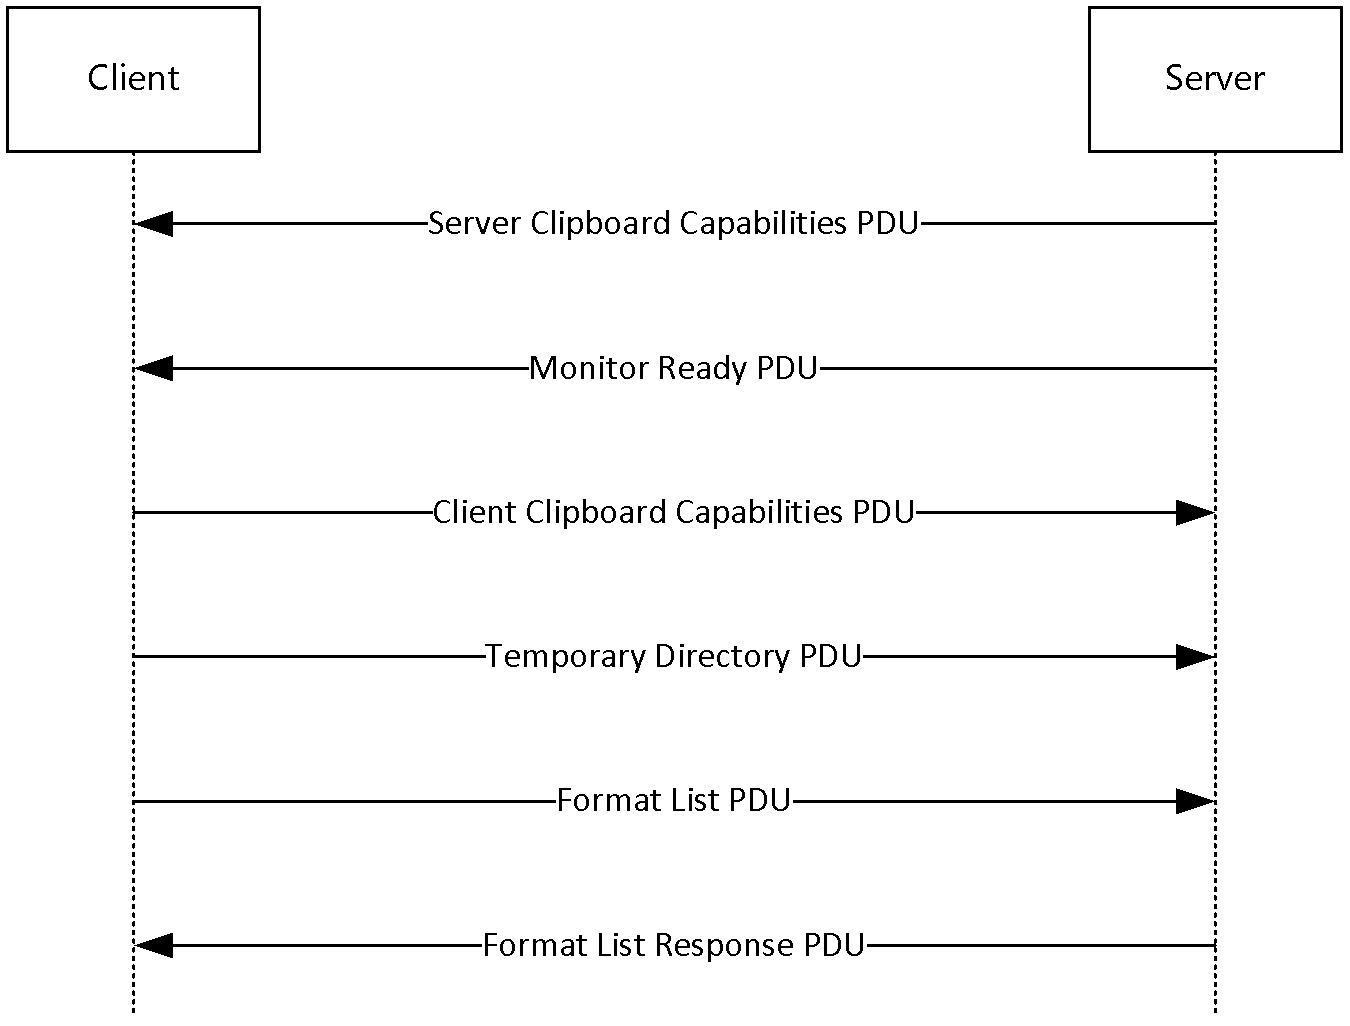 Client
Server
Server Clipboard Capabilities PDU
Monitor Ready PDU
Client Clipboard Capabilities PDU
Temporary Directory PDU
Format List PDU
Format List Response PDU